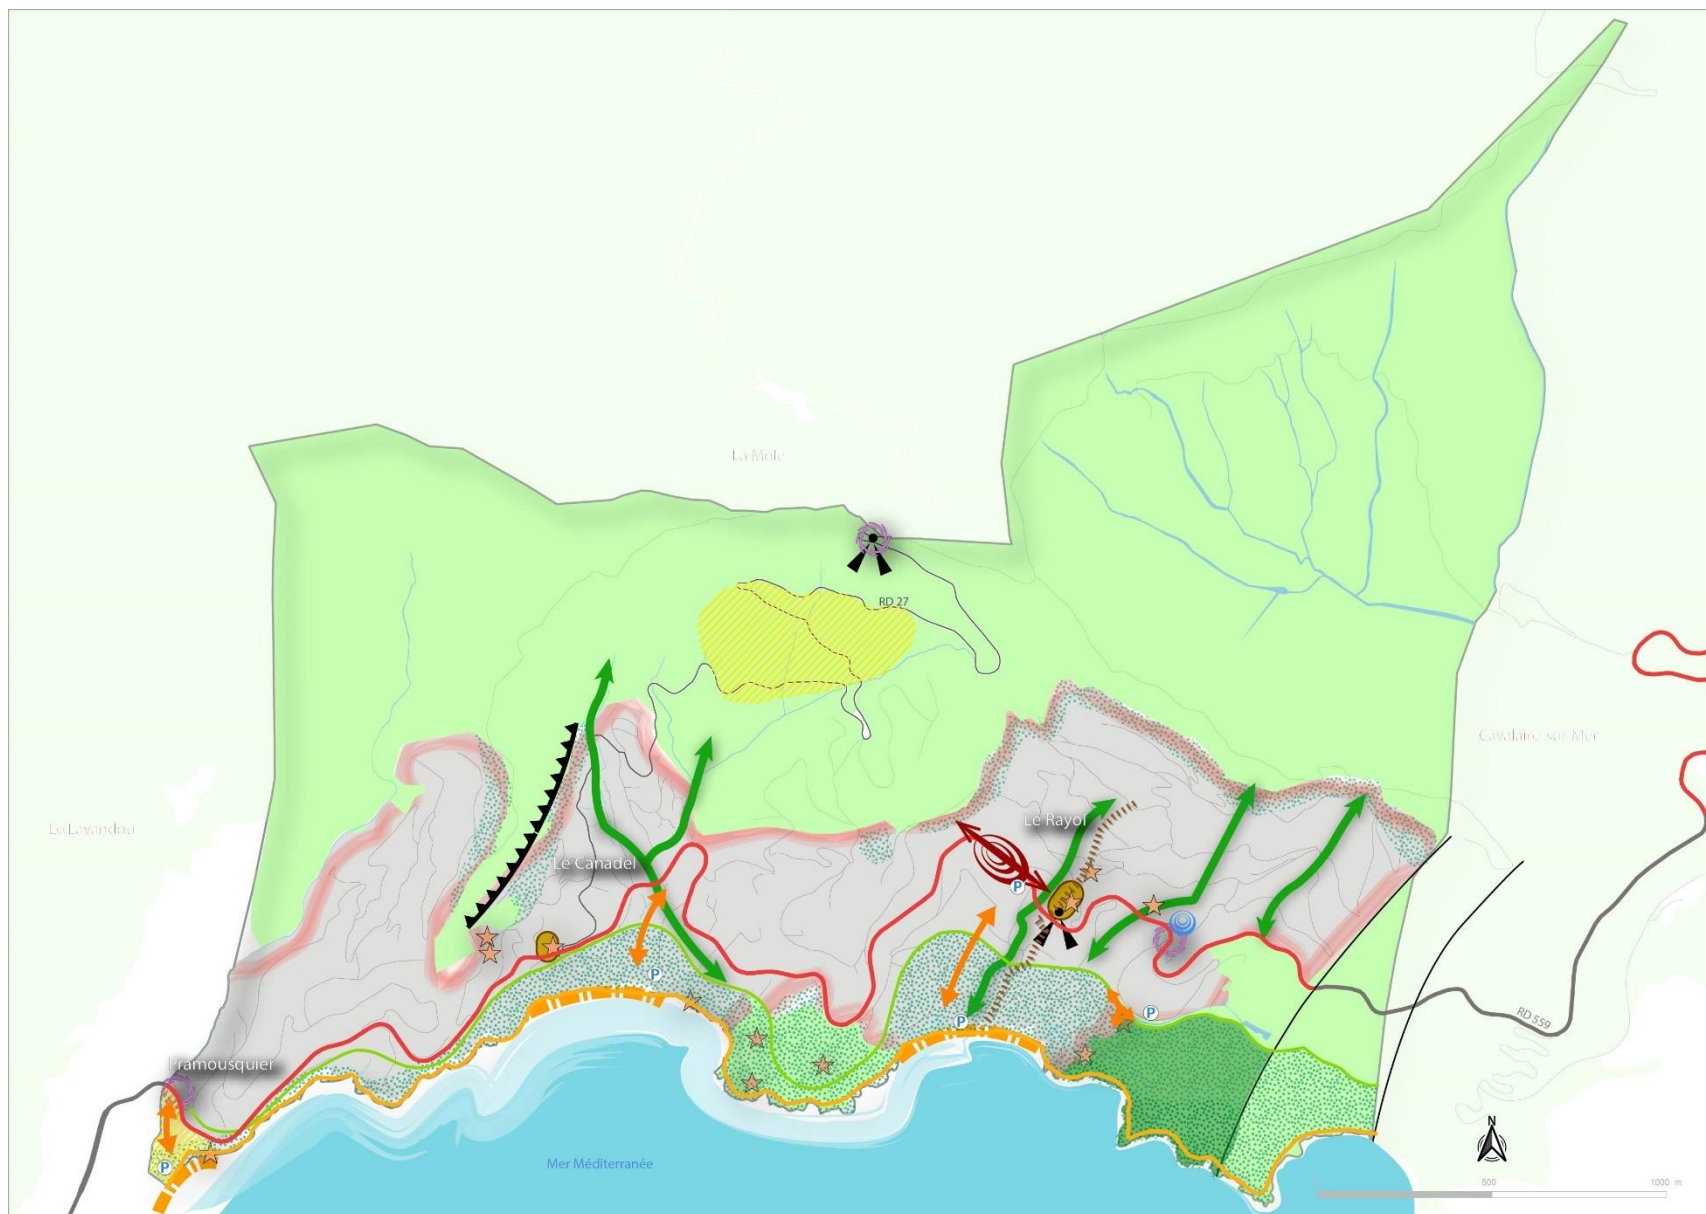 La Mole
RD 27
Cavalaire-sur-Mer
Le Lavandou
Le Rayol
Le Canadel
P
P
P
P
RD 559
Pramousquier
P
Mer Méditerranée
N
500
1000 m